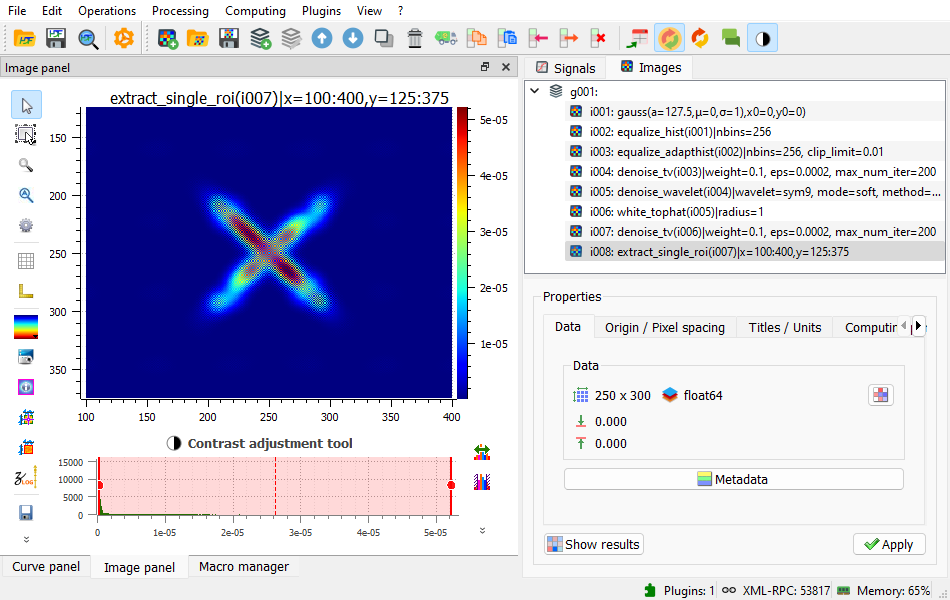 File Edit Operations Processing Computing Plugins View ?
Image panel
Signals Images
extract_single_roi(i007)|x=100:400,y=125:375
150
200
250
300
350
100 150 200 250 300 350 400
5e-05
4e-05
3e-05
2e-05
1e-05
Contrast adjustment tool
15000
10000
5000
0
0 1e-05 2e-05 3e-05 4e-05 5e-05
Curve panel Image panel Macro manager
g001:
i001: gauss(a=127.5,μ=0,σ=1),x0=0,y0=0)
i002: equalize_hist(i001)|nbins=256
i003: equalize_adapthist(i002)|nbins=256, clip_limit=0.01
i004: denoise_tv(i003)|weight=0.1, eps=0.0002, max_num_iter=200
i005: denoise_wavelet(i004)|wavelet=sym9, mode=soft, method=...
i006: white_tophat(i005)|radius=1
i007: denoise_tv(i006)|weight=0.1, eps=0.0002, max_num_iter=200
i008: extract_single_roi(i007)|x=100:400,y=125:375
Properties
Data Origin / Pixel spacing Titles / Units Computin
Data
250 x 300 float64
0.000
0.000
Metadata
Show results Apply
Plugins: 1 XML-RPC: 53817 Memory: 65%